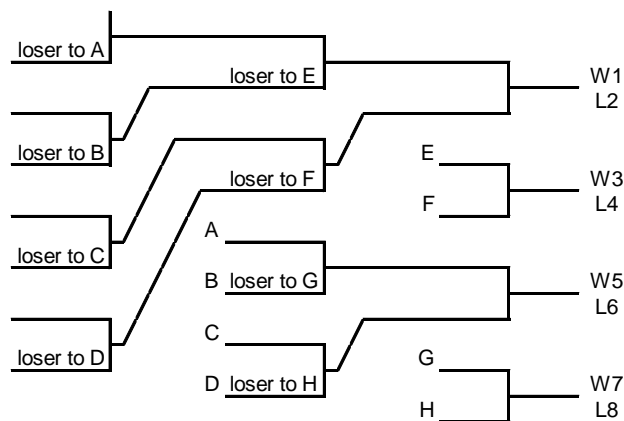 loser to A
loser to E
W1
L2
loser to B
E
loser to F
W3
F
L4
A
loser to C
B loser to G
W5
L6
C
loser to D
G
D loser to H
W7
H
L8